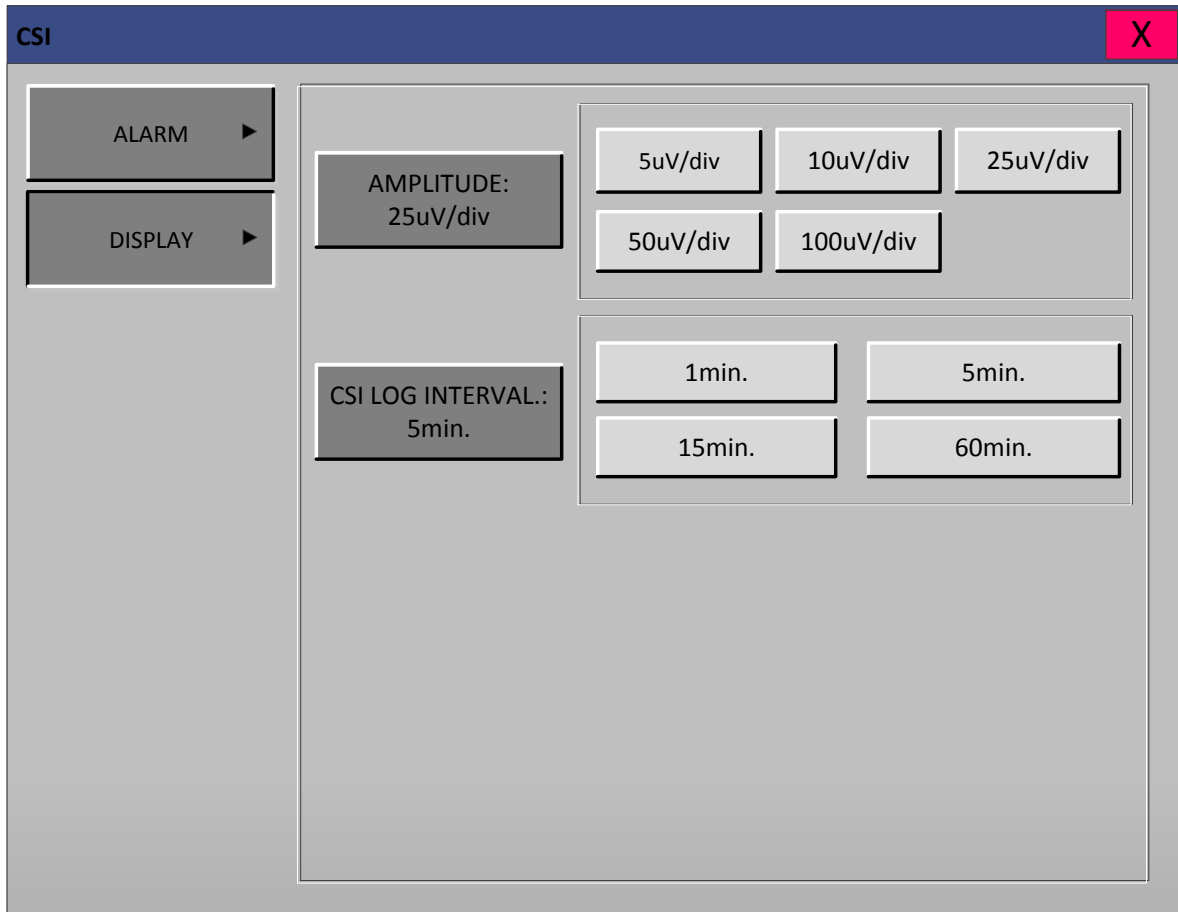 CSI
X
ALARM
DISPLAY
AMPLITUDE:
25uV/div
5uV/div 10uV/div 25uV/div
50uV/div 100uV/div
CSI LOG INTERVAL.:
5min.
1min. 5min.
15min. 60min.